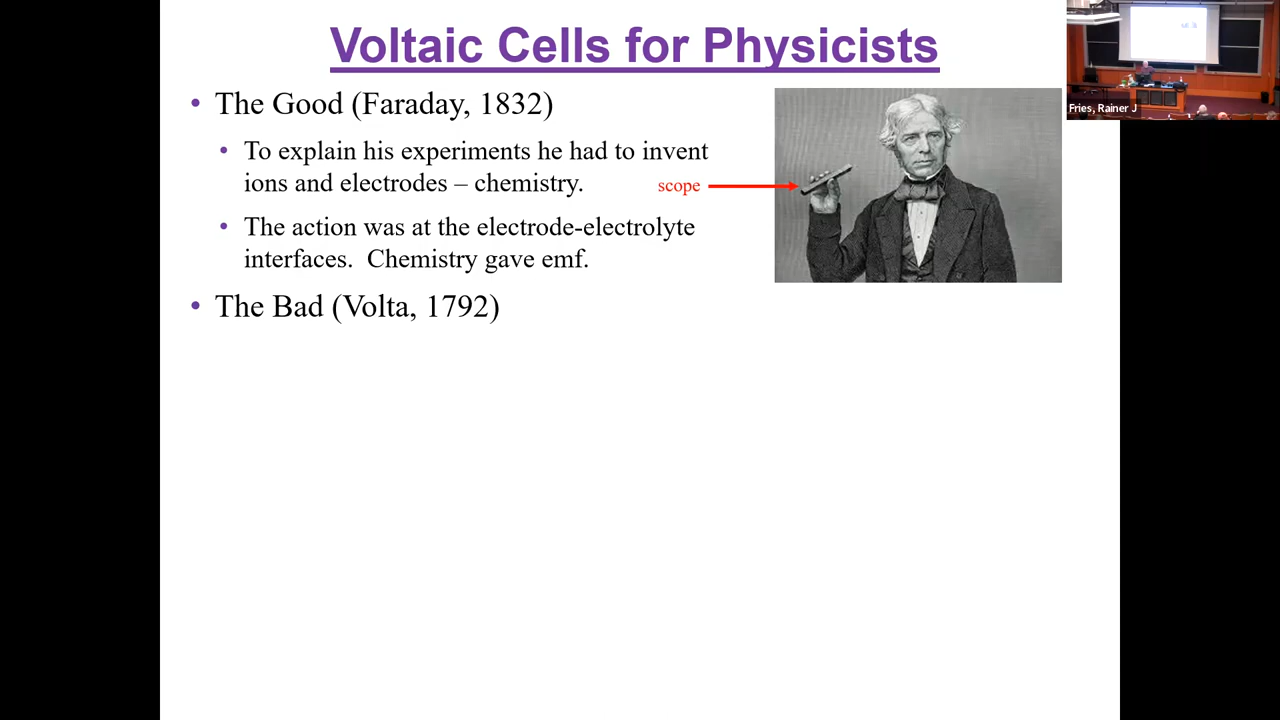 Voltaic Cells for Physicists
• The Good (Faraday, 1832)
• To explain his experiments he had to invent
ions and electrodes – chemistry.
scope
• The action was at the electrode-electrolyte
interfaces. Chemistry gave emf.
• The Bad (Volta, 1792)
Fries, Rainer J